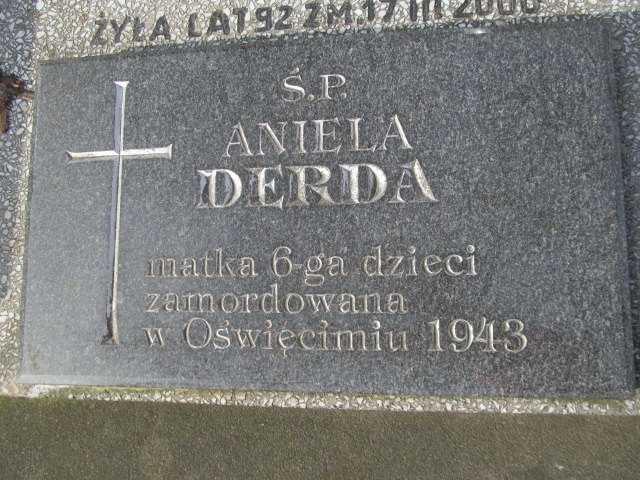 ŻYŁA LAT 92 ZM. 17 III 2000
Ś.P.
ANIELA
DERDA
matka 6-ga dzieci
zamordowana
w Oświęcimiu 1943